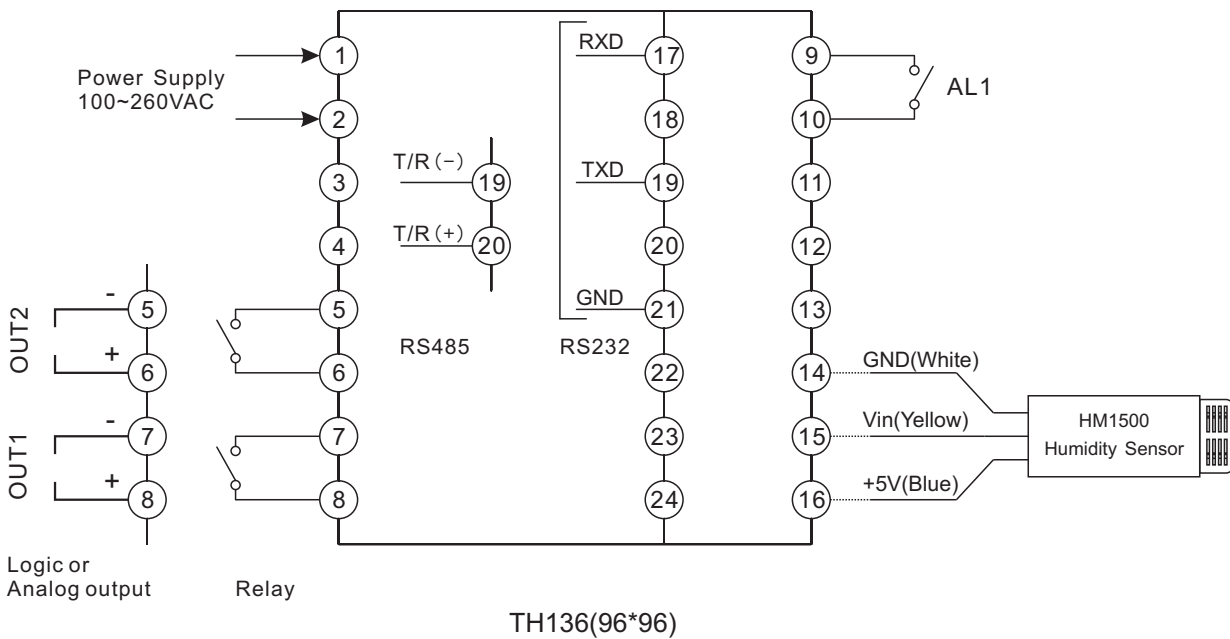 RXD
1
17
9
Power Supply
100~260VAC
AL1
2
18
10
T/R(-)
TXD
3
19
19
11
T/R(+)
4
20
20
12
GND
OUT2
-
5
5
21
13
RS485
RS232
+
6
6
22
14
GND(White)
OUT1
-
7
7
23
15
Vin(Yellow)
HM1500
Humidity Sensor
+
8
8
24
16
+5V(Blue)
Logic or
Analog output
Relay
TH136(96*96)